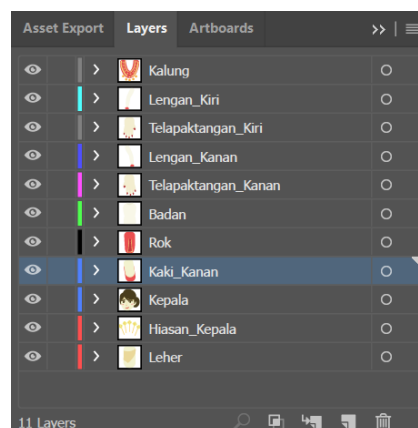 Asset Export Layers Artboards
Kalung
Lengan_Kiri
Telapaktangan_Kiri
Lengan_Kanan
Telapaktangan_Kanan
Badan
Rok
Kaki_Kanan
Kepala
Hiasan_Kepala
Leher
11 Layers